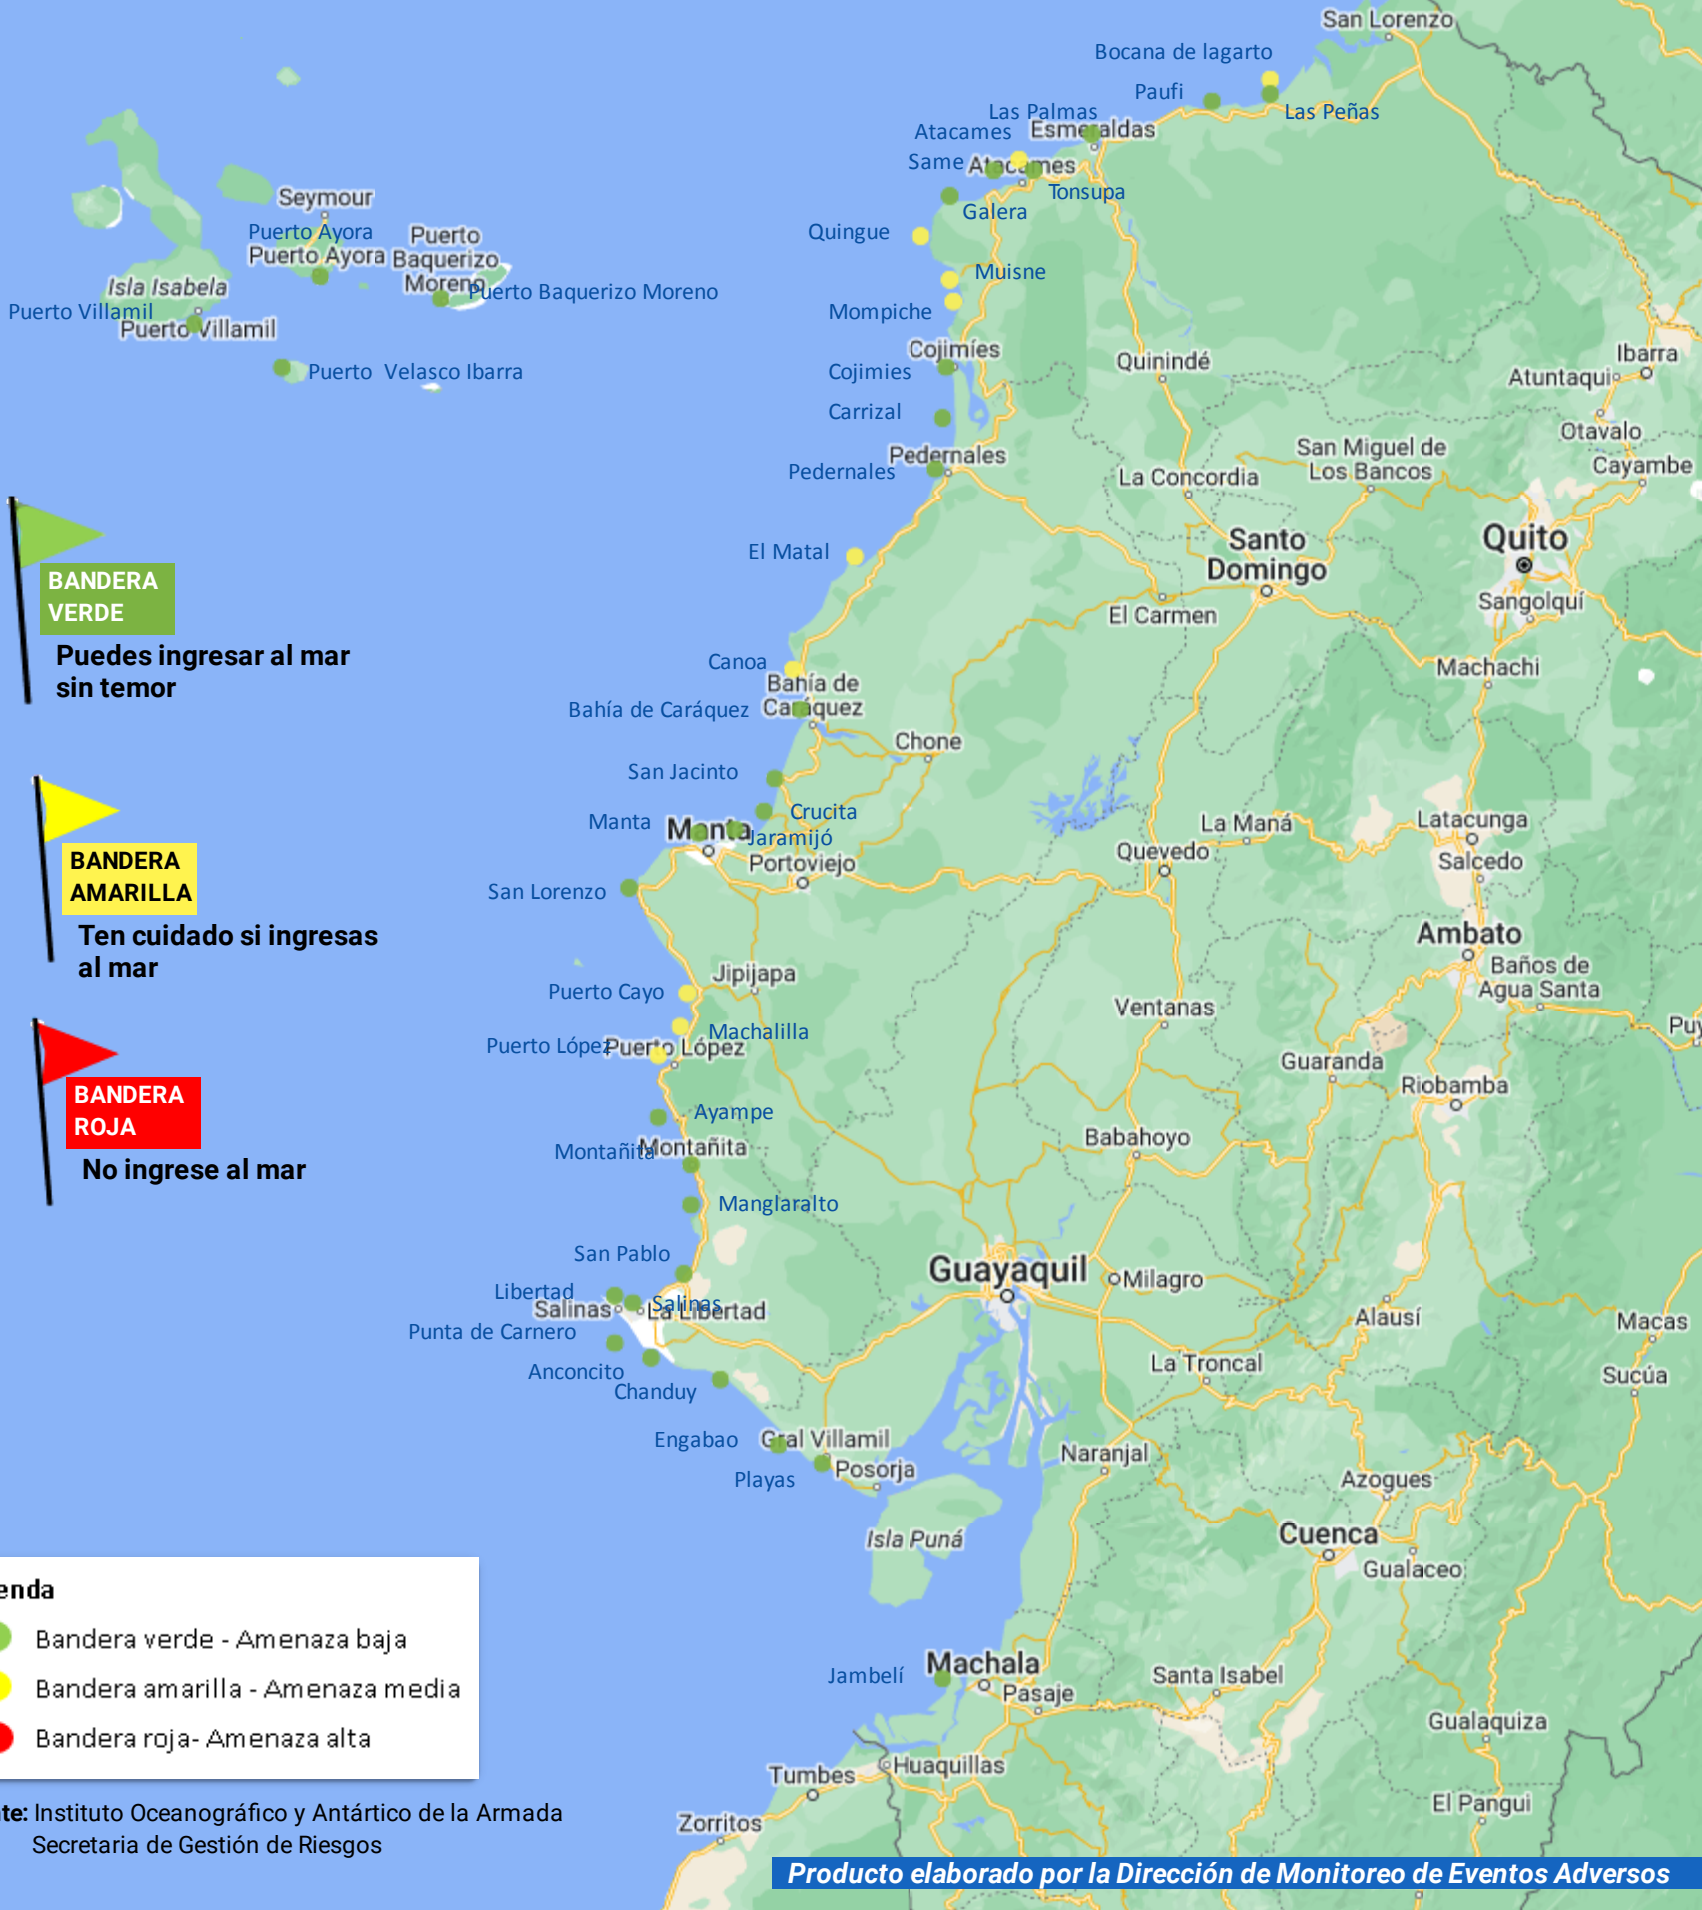 San Lorenzo
Bocana de lagarto
Paufi
Las Peñas
Las Palmas
Atacames
Esmeraldas
Same
Atacames
Tonsupa
Galera
Quingue
Muisne
Mompiche
Cojimíes
Cojimies
Carrizal
Pedernales
Pedernales
El Matal
Canoa
Bahía de
Caráquez
Bahía de Caráquez
San Jacinto
Crucita
Manta
Manta
Jaramijó
Portoviejo
San Lorenzo
Jipijapa
Puerto Cayo
Machalilla
Puerto López
Puerto López
Ayampe
Montañita
Montañita
Manglaralto
San Pablo
Libertad
Salinas
Salinas
La Libertad
Punta de Carnero
Anconcito
Chanduy
Engabao
Gral Villamil
Playas
Posorja
Isla Puná
Jambelí
Machala
Pasaje
Huaquillas
Tumbes
Zorritos
Seymour
Puerto Ayora
Puerto Ayora
Puerto
Baquerizo
Moreno
Puerto Baquerizo Moreno
Isla Isabela
Puerto Villamil
Puerto Villamil
Puerto Velasco Ibarra
Quinindé
Ibarra
Atuntaqui
Otavalo
Cayambe
San Miguel de
Los Bancos
La Concordia
Santo
Domingo
Quito
Sangolquí
El Carmen
Machachi
Chone
La Maná
Latacunga
Quevedo
Salcedo
Ambato
Baños de
Agua Santa
Ventanas
Puy
Guaranda
Riobamba
Babahoyo
Guayaquil
Milagro
Alausí
Macas
La Troncal
Sucúa
Naranjal
Azogues
Cuenca
Gualaceo
Santa Isabel
Gualaquiza
El Pangui
BANDERA
VERDE
Puedes ingresar al mar
sin temor
BANDERA
AMARILLA
Ten cuidado si ingresas
al mar
BANDERA
ROJA
No ingrese al mar
enda
Bandera verde - Amenaza baja
Bandera amarilla - Amenaza media
Bandera roja- Amenaza alta
te: Instituto Oceanográfico y Antártico de la Armada
Secretaria de Gestión de Riesgos
Producto elaborado por la Dirección de Monitoreo de Eventos Adversos